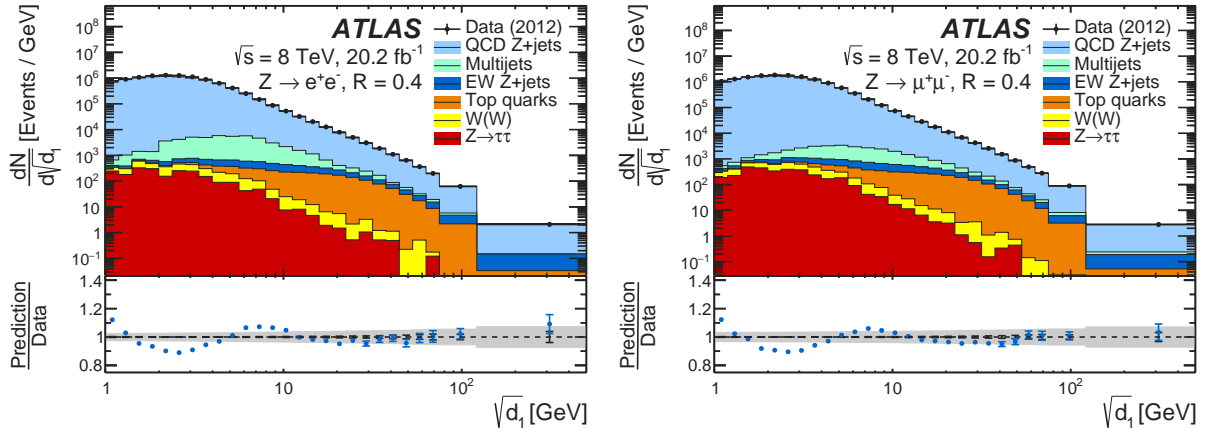 ATLAS
√s = 8 TeV, 20.2 fb⁻¹
Z → e⁺e⁻, R = 0.4
Data (2012)
QCD Z+jets
Multijets
EW Z+jets
Top quarks
W(W)
Z→ττ
dN/d√d₁ [Events / GeV]
10⁸
10⁷
10⁶
10⁵
10⁴
10³
10²
10
1
10⁻¹
Prediction/Data
1.4
1.2
1
0.8
1 10 10²
√d₁ [GeV]
ATLAS
√s = 8 TeV, 20.2 fb⁻¹
Z → μ⁺μ⁻, R = 0.4
Data (2012)
QCD Z+jets
Multijets
EW Z+jets
Top quarks
W(W)
Z→ττ
dN/d√d₁ [Events / GeV]
10⁸
10⁷
10⁶
10⁵
10⁴
10³
10²
10
1
10⁻¹
Prediction/Data
1.4
1.2
1
0.8
1 10 10²
√d₁ [GeV]